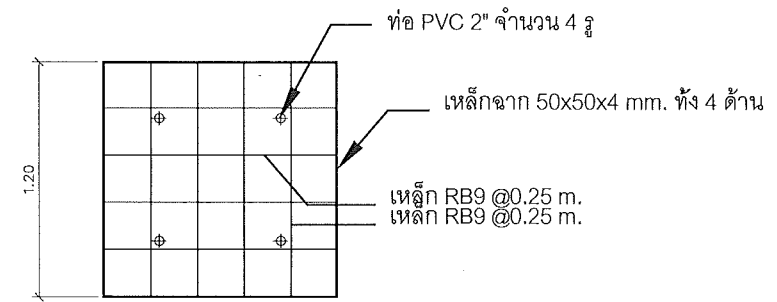 ท่อ PVC 2" จำนวน 4 รู
เหล็กฉาก 50x50x4 mm. ทั้ง 4 ด้าน
1.20
เหล็ก RB9 @0.25 m.
เหล็ก RB9 @0.25 m.